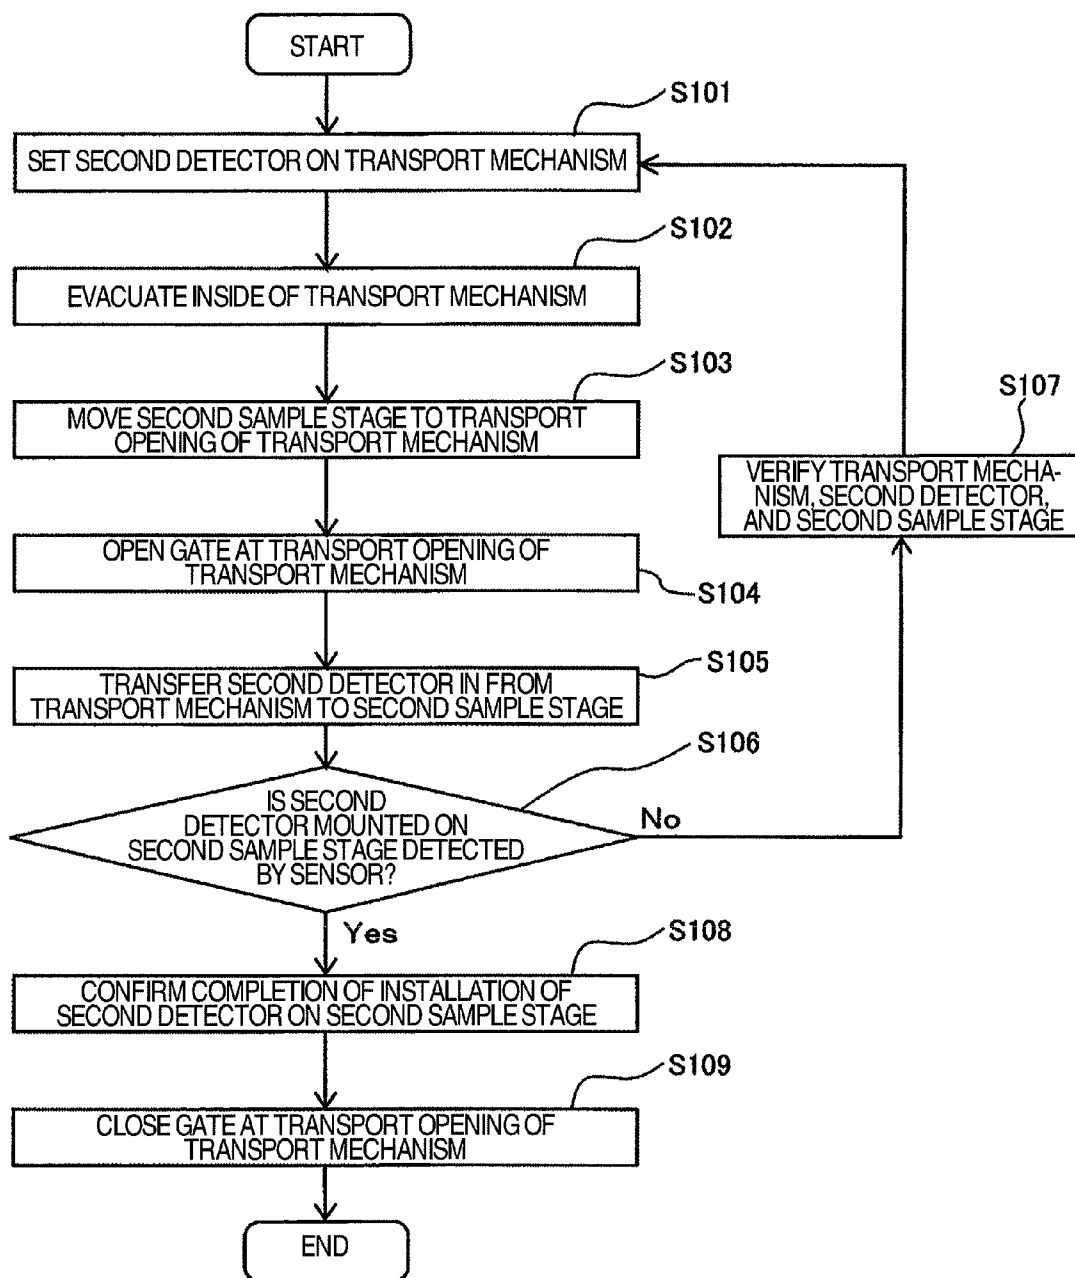 START
S101
SET SECOND DETECTOR ON TRANSPORT MECHANISM
S102
EVACUATE INSIDE OF TRANSPORT MECHANISM
S103
MOVE SECOND SAMPLE STAGE TO TRANSPORT
OPENING OF TRANSPORT MECHANISM
S107
VERIFY TRANSPORT MECHA-
NISM, SECOND DETECTOR,
AND SECOND SAMPLE STAGE
OPEN GATE AT TRANSPORT OPENING OF
TRANSPORT MECHANISM
S104
S105
TRANSFER SECOND DETECTOR IN FROM
TRANSPORT MECHANISM TO SECOND SAMPLE STAGE
S106
IS SECOND
DETECTOR MOUNTED ON
SECOND SAMPLE STAGE DETECTED
BY SENSOR?
No
Yes
S108
CONFIRM COMPLETION OF INSTALLATION OF
SECOND DETECTOR ON SECOND SAMPLE STAGE
S109
CLOSE GATE AT TRANSPORT OPENING OF
TRANSPORT MECHANISM
END